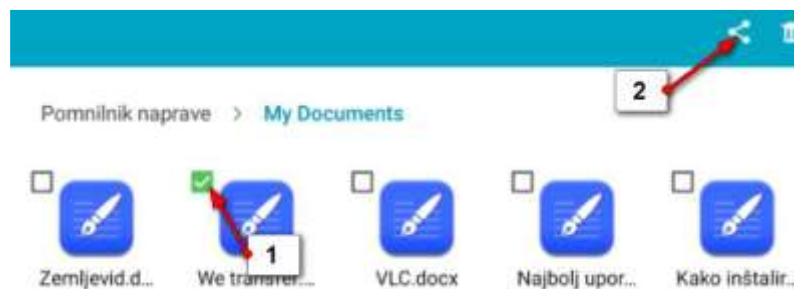 2
Pomnilnik naprave > My Documents
1
Zemljevid.d... We transfer.... VLC.docx Najbolj upor... Kako inštalir...